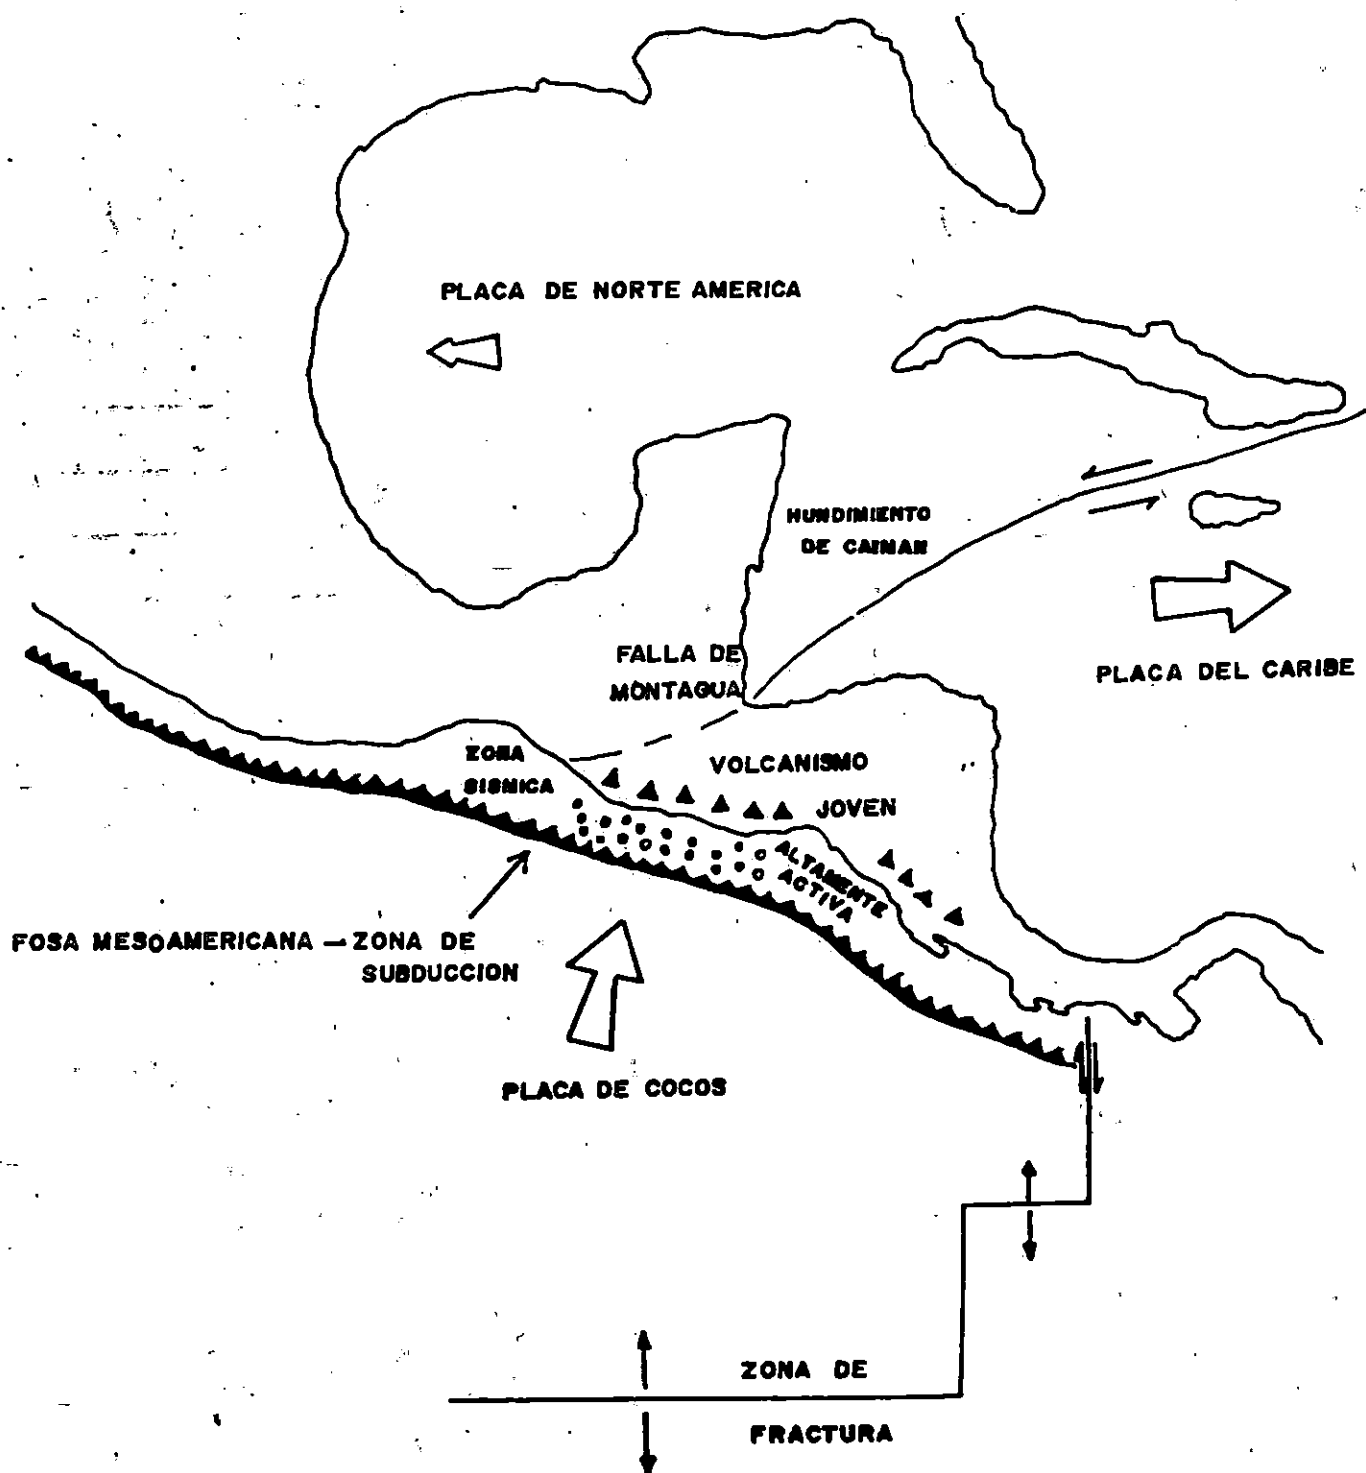 PLACA DE NORTE AMERICA
HUNDIMIENTO
DE CAIMAN
FALLA DE
MONTAGUA
PLACA DEL CARIBE
ZONA
SISMICA
VOLCANISMO
JOVEN
ALTAMENTE
ACTIVA
FOSA MESOAMERICANA — ZONA DE
SUBDUCCION
PLACA DE COCOS
ZONA DE
FRACTURA